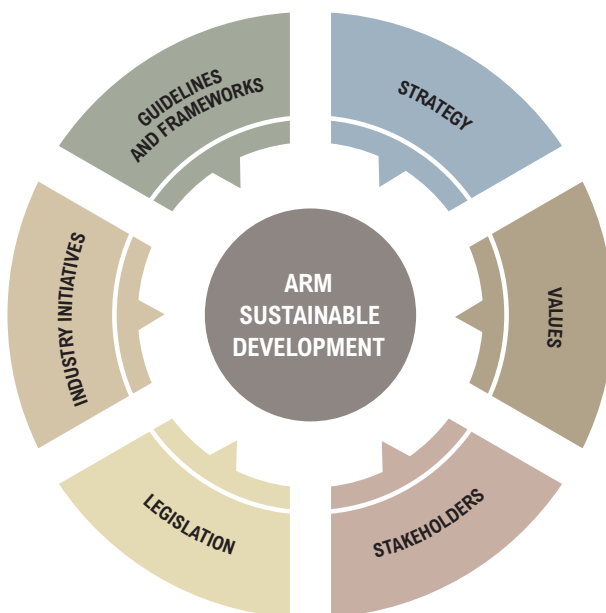 GUIDELINES
AND FRAMEWORKS
STRATEGY
INDUSTRY INITIATIVES
ARM
SUSTAINABLE
DEVELOPMENT
VALUES
LEGISLATION
STAKEHOLDERS